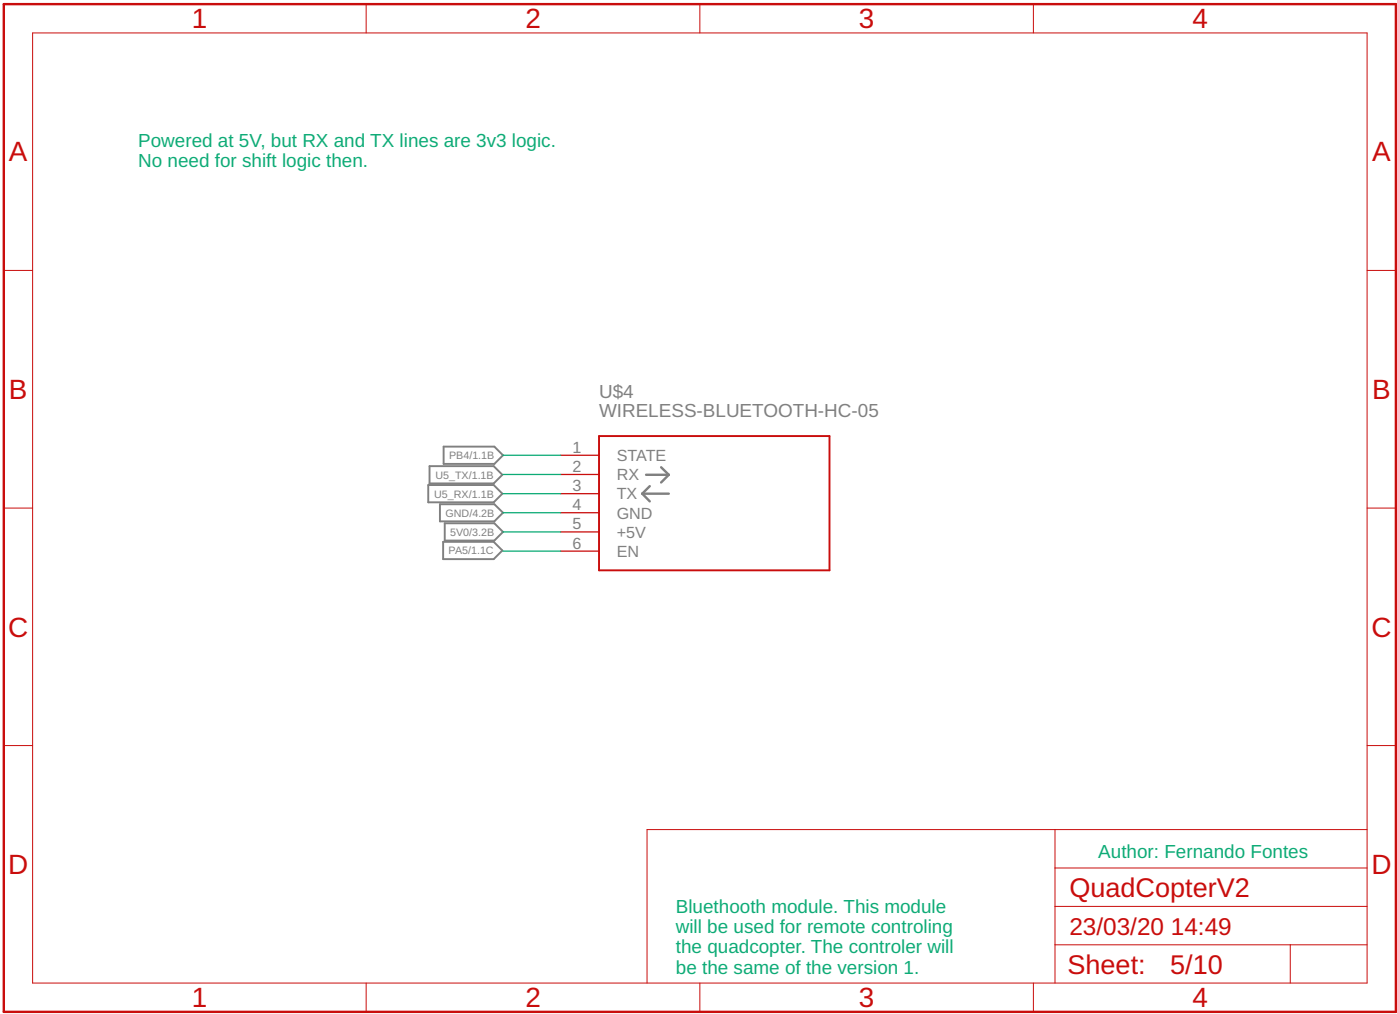 1 2 3 4
A A
Powered at 5V, but RX and TX lines are 3v3 logic.
No need for shift logic then.
B B
U$4
WIRELESS-BLUETOOTH-HC-05
PB4/1.1B 1 STATE
U5_TX/1.1B 2 RX
U5_RX/1.1B 3 TX
GND/4.2B 4 GND
5V0/3.2B 5 +5V
PA5/1.1C 6 EN
C C
D D
Bluethooth module. This module
will be used for remote controling
the quadcopter. The controler will
be the same of the version 1.
Author: Fernando Fontes
QuadCopterV2
23/03/20 14:49
Sheet: 5/10
1 2 3 4